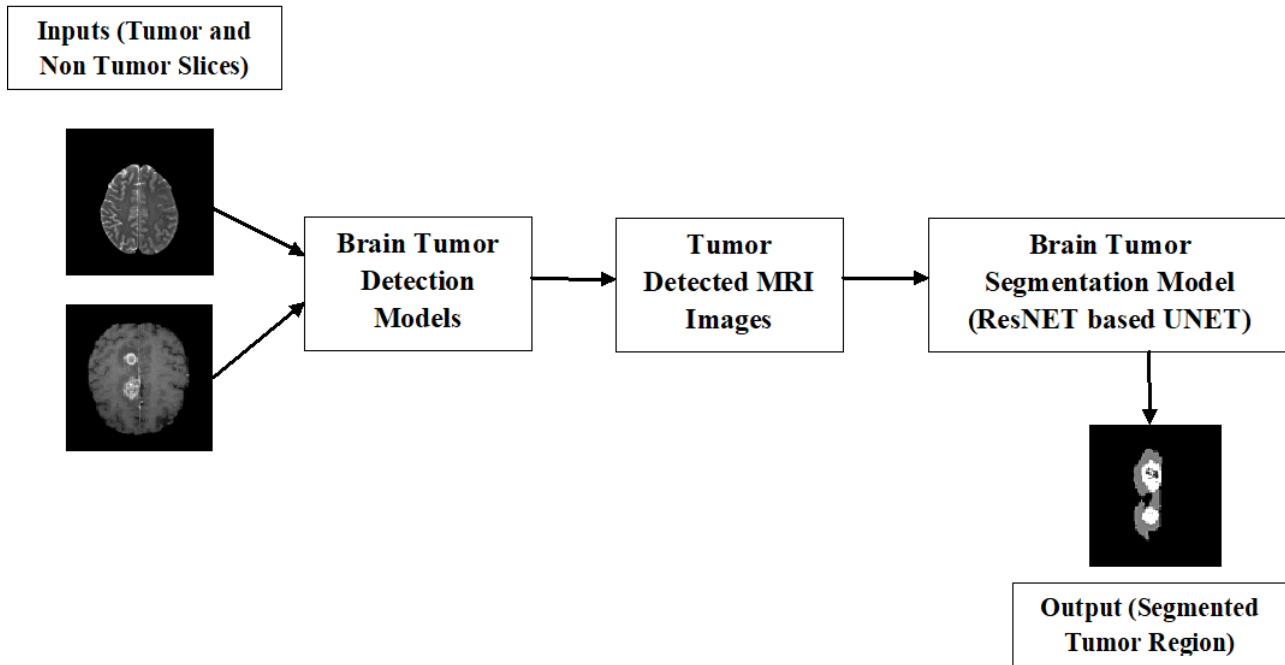 Inputs (Tumor and
Non Tumor Slices)
Brain Tumor
Detection
Models
Tumor
Detected MRI
Images
Brain Tumor
Segmentation Model
(ResNET based UNET)
Output (Segmented
Tumor Region)